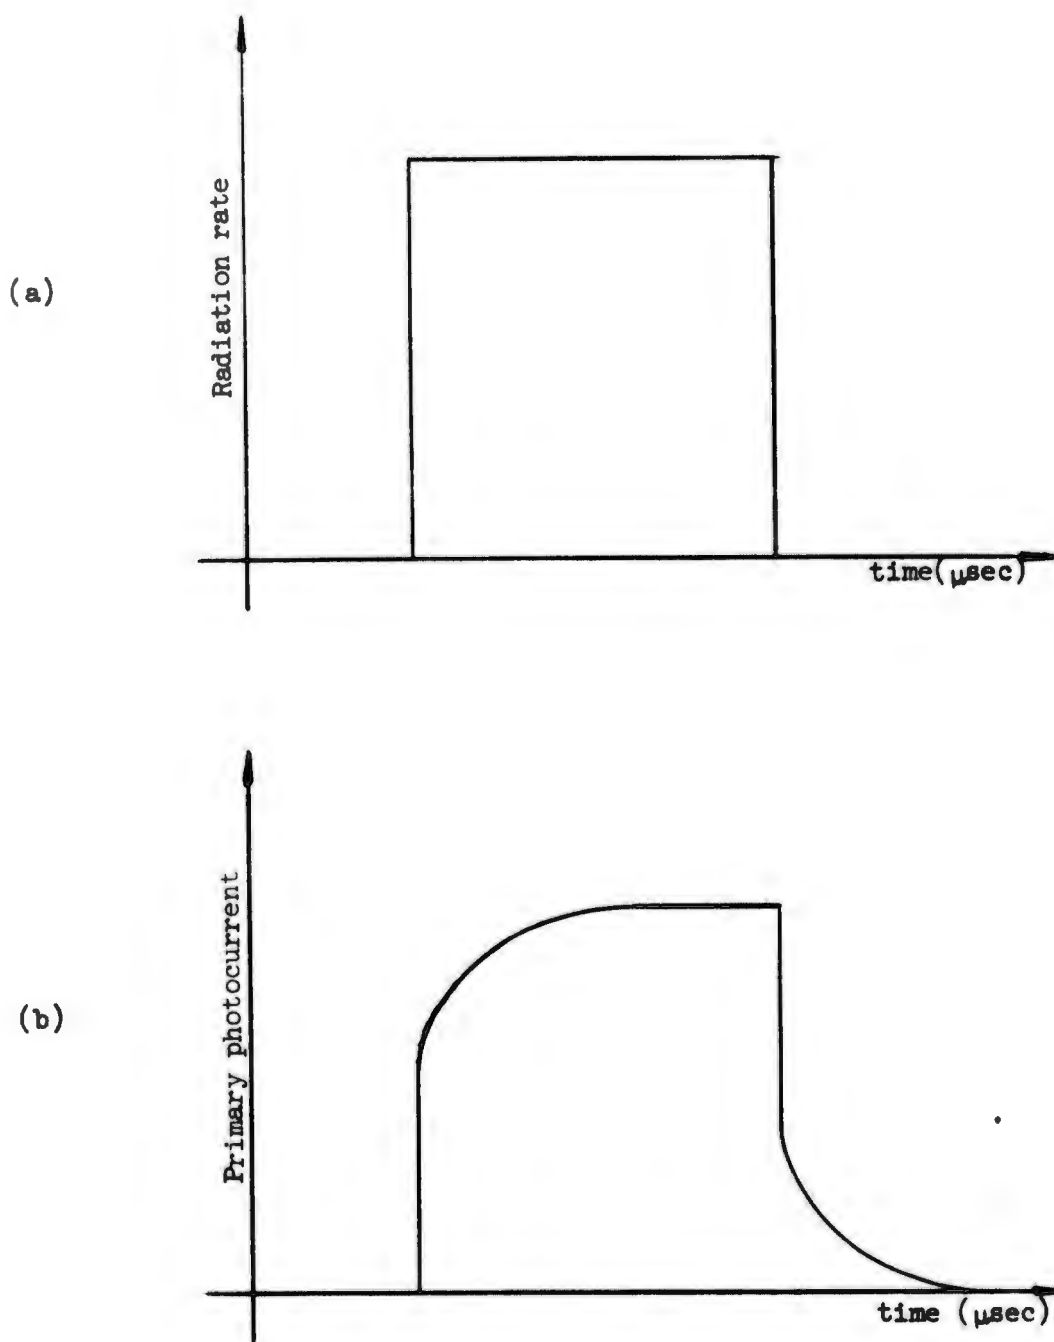 (a)
Radiation rate
time(μsec)
(b)
Primary photocurrent
time (μsec)